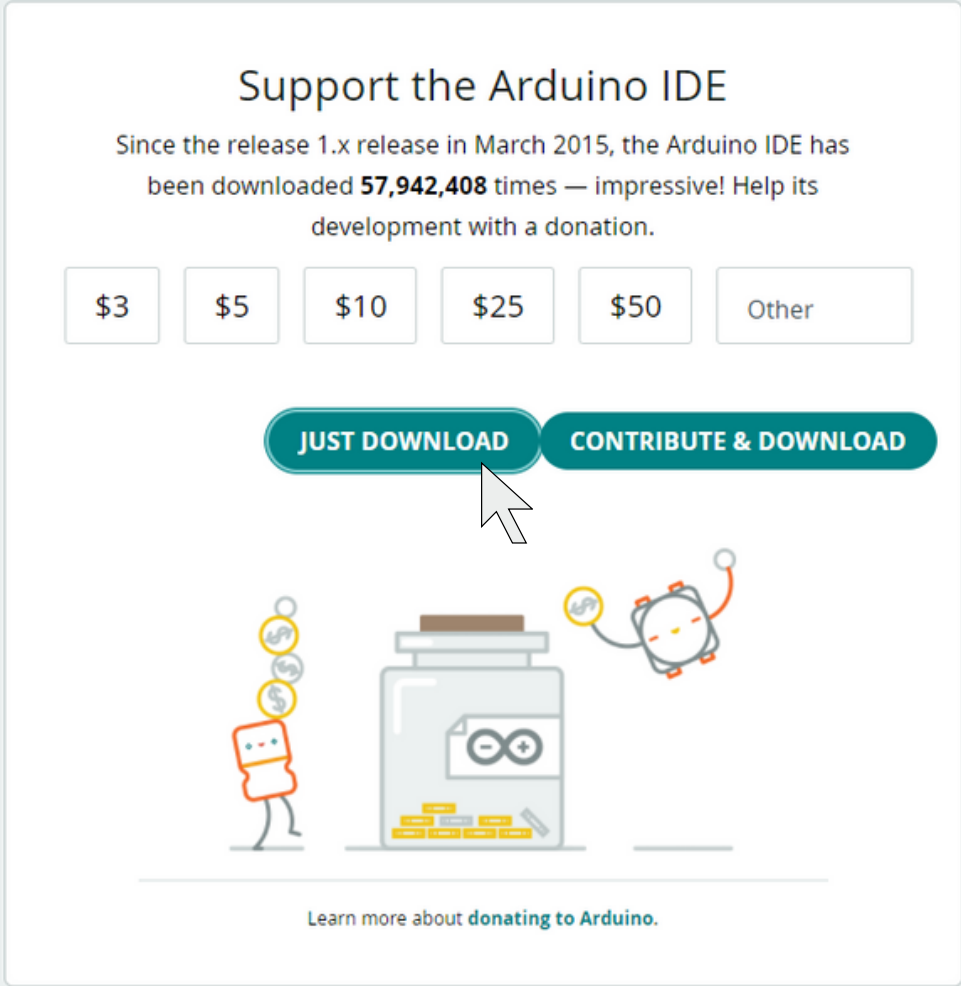 Support the Arduino IDE
Since the release 1.x release in March 2015, the Arduino IDE has
been downloaded 57,942,408 times — impressive! Help its
development with a donation.
$3 $5 $10 $25 $50 Other
JUST DOWNLOAD CONTRIBUTE & DOWNLOAD
Learn more about donating to Arduino.